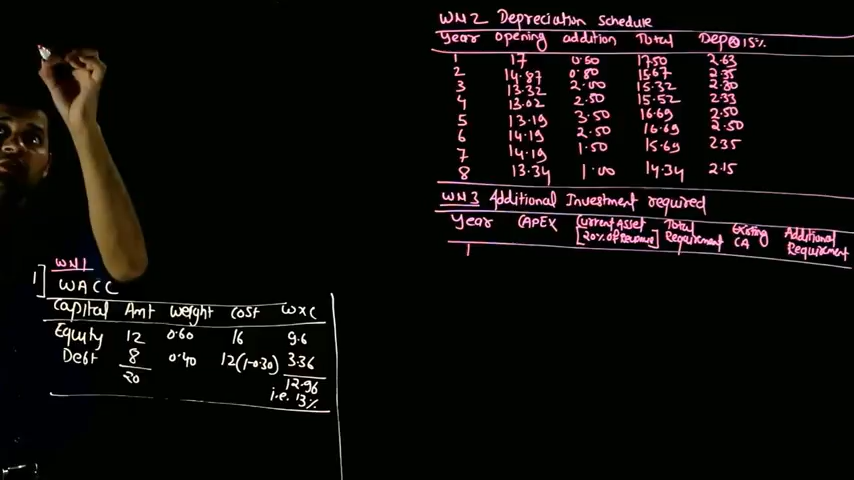 WN1
1] WACC
Capital Amt Weight Cost WxC
Equity 12 0.60 16 9.6
Debt 8 0.40 12(1-0.30) 3.36
20 12.96
i.e. 13%
WN2 Depreciation Schedule
Year Opening addition Total Dep@15%
1 17 0.50 1750 2.63
2 14.87 0.80 15.67 2.35
3 13.32 2.00 15.32 2.30
4 13.02 2.50 15.52 2.33
5 13.19 3.50 16.69 2.50
6 14.19 2.50 16.69 2.50
7 14.19 1.50 15.69 235
8 13.34 1.00 14.34 2.15
WN3 Additional Investment required
Year CAPEX Current Asset [20% of Revenue] Total Requirement Existing CA Additional Requirement
1